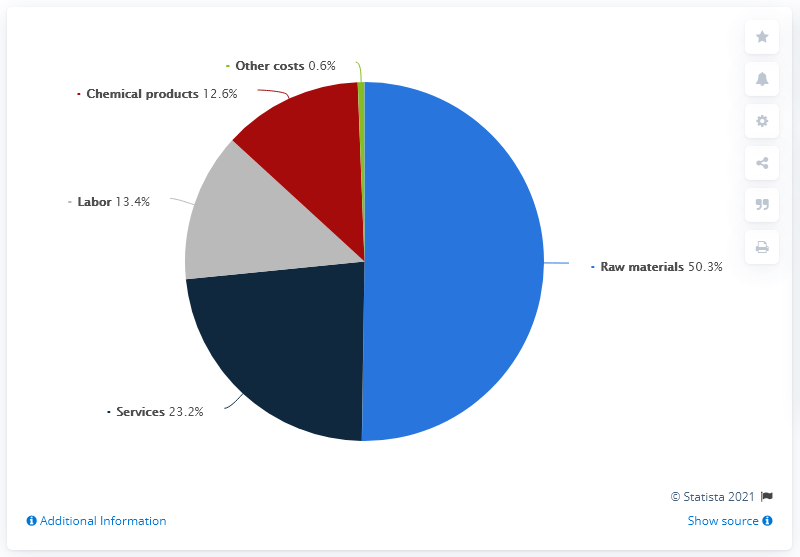 Other costs 0.6%
Chemical products 12.6%
Labor 13.4%
Raw materials 50.3%
Services 23.2%
© Statista 2021
Additional Information
Show source